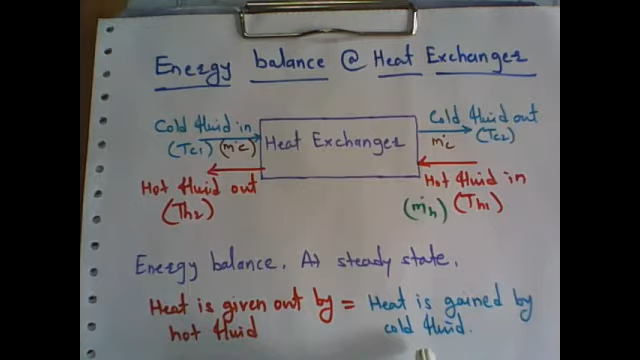 Energy balance @ Heat Exchanger
Cold fluid in
Cold fluid out
(Tc1) (ṁc)
Heat Exchanger
ṁc
(Tc2)
Hot fluid out
Hot fluid in
(Th2)
(ṁh) (Th1)
Energy balance. At steady state.
Heat is given out by = Heat is gained by
hot fluid
cold fluid.